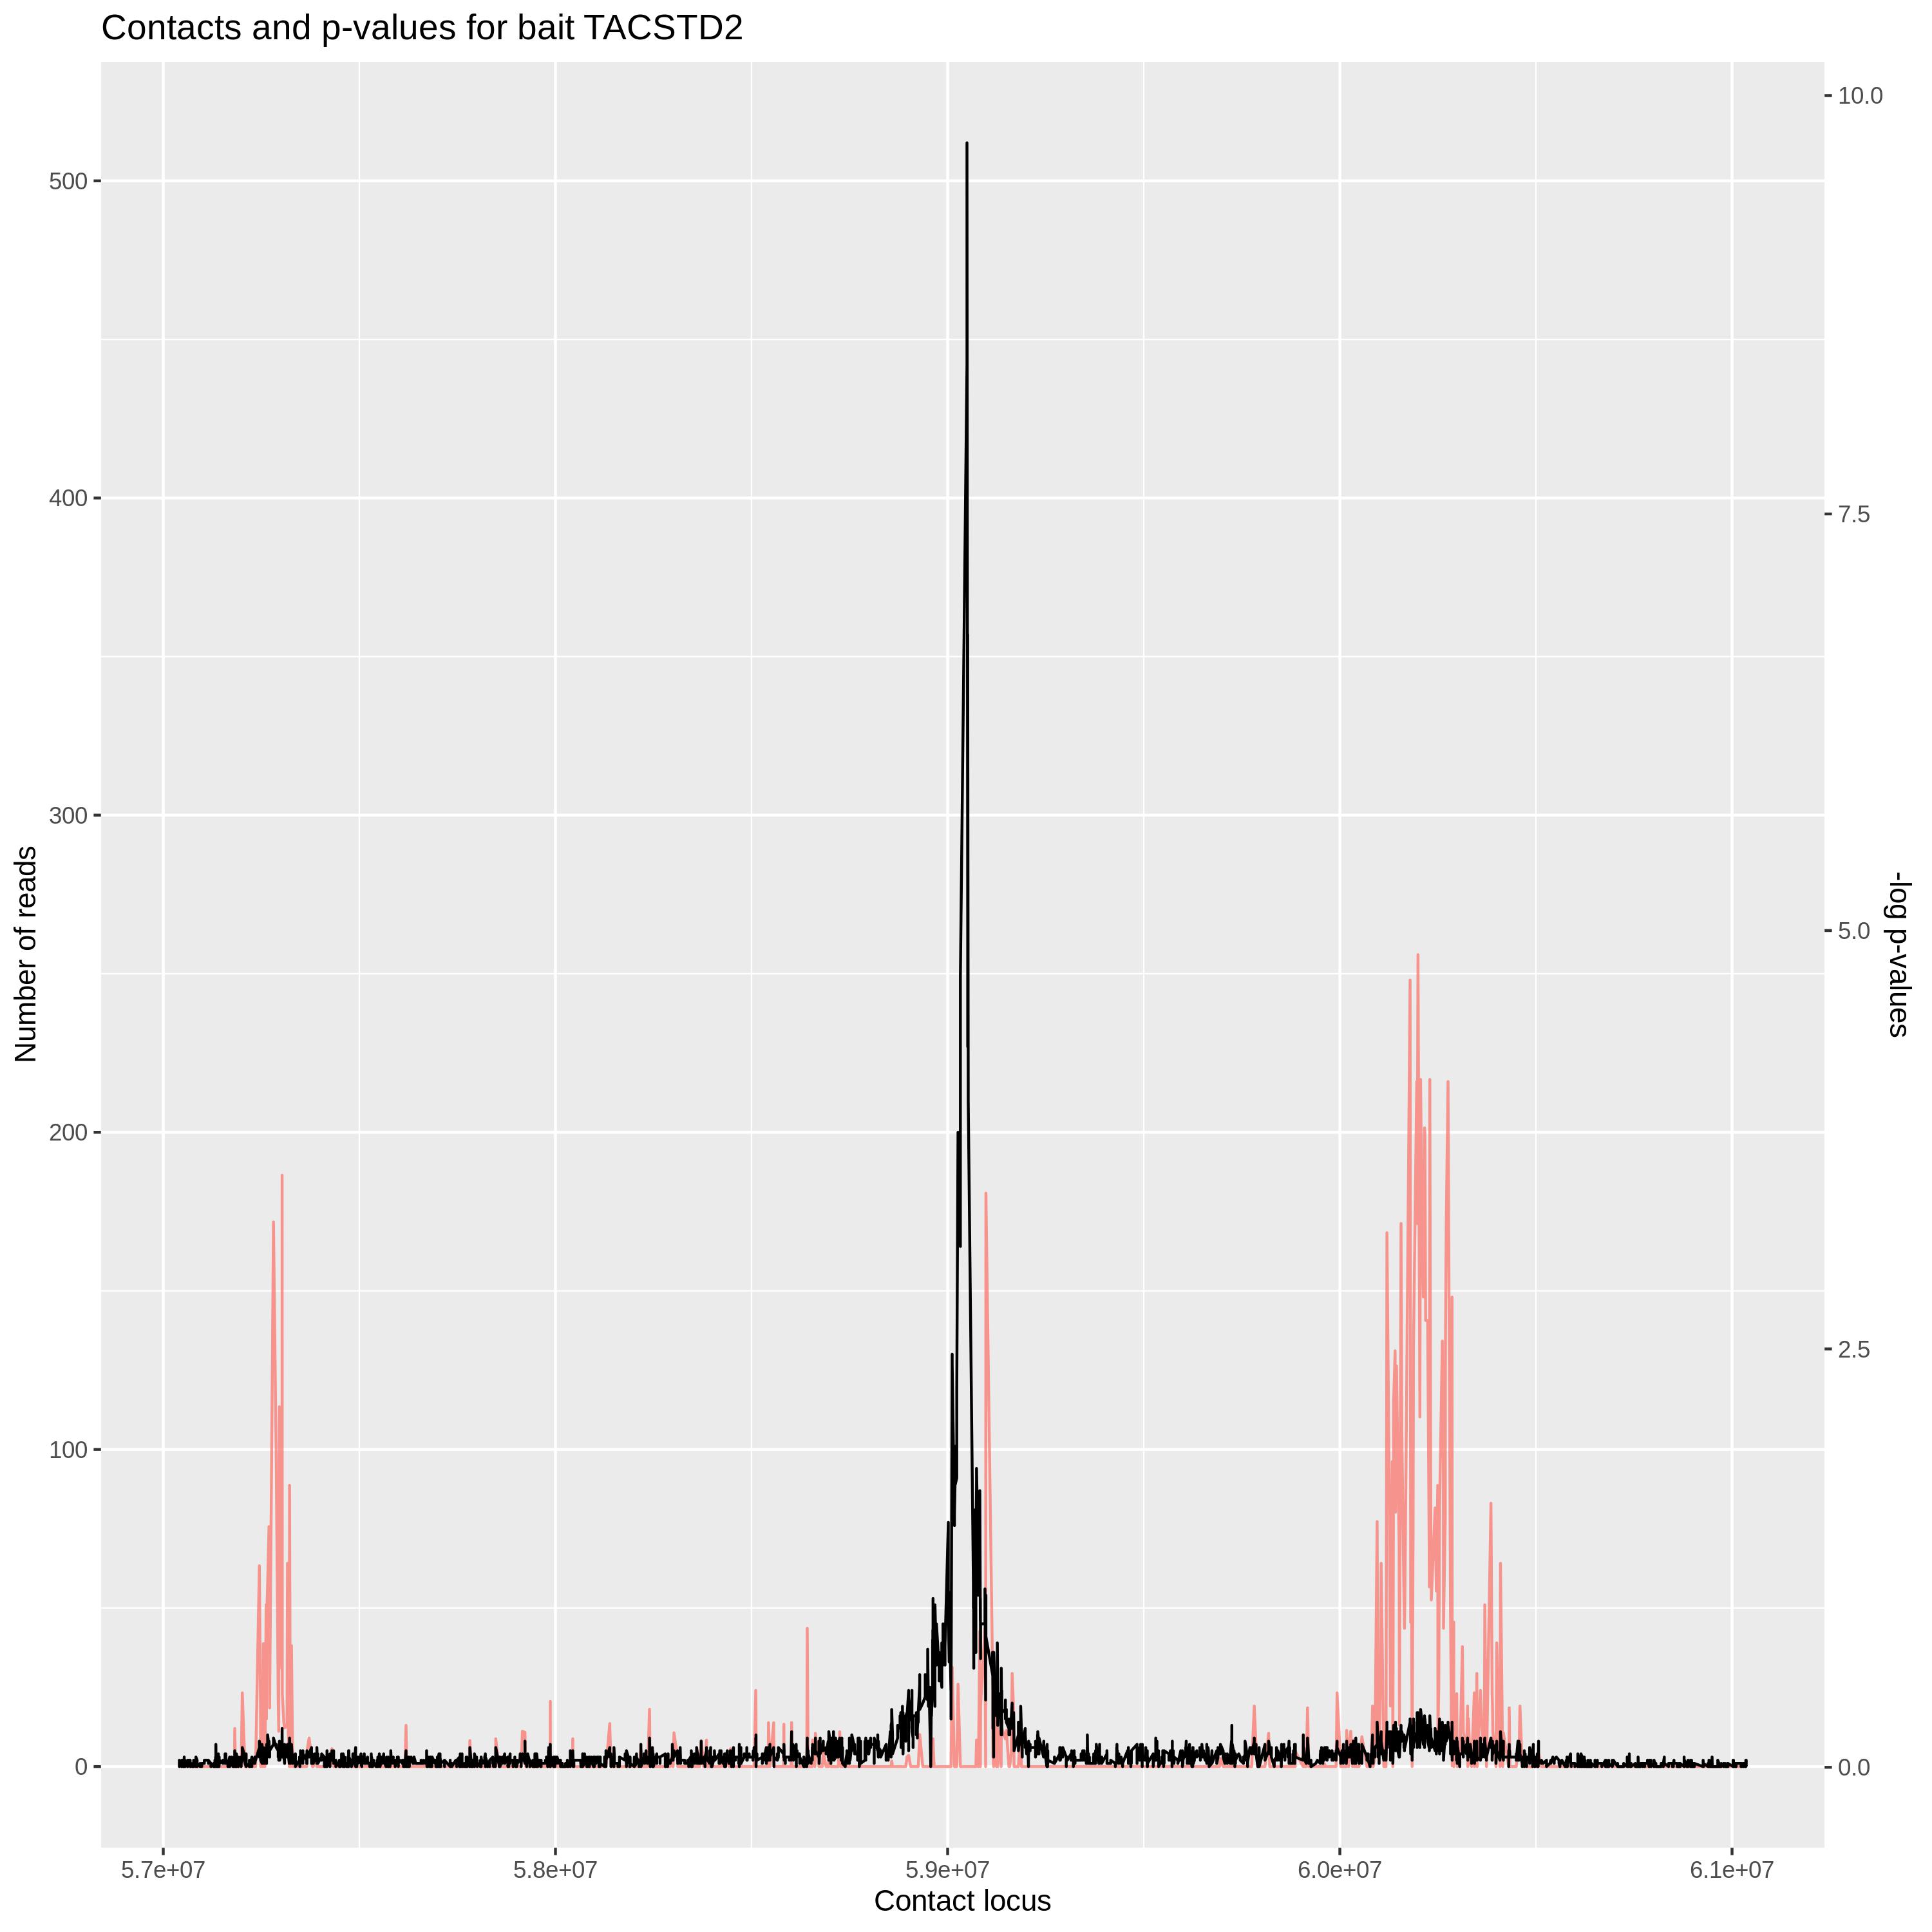 Contacts and p-values for bait TACSTD2
500
400
300
200
100
0
Number of reads
10.0
7.5
5.0
2.5
0.0
-log p-values
5.7e+07
5.8e+07
5.9e+07
6.0e+07
6.1e+07
Contact locus